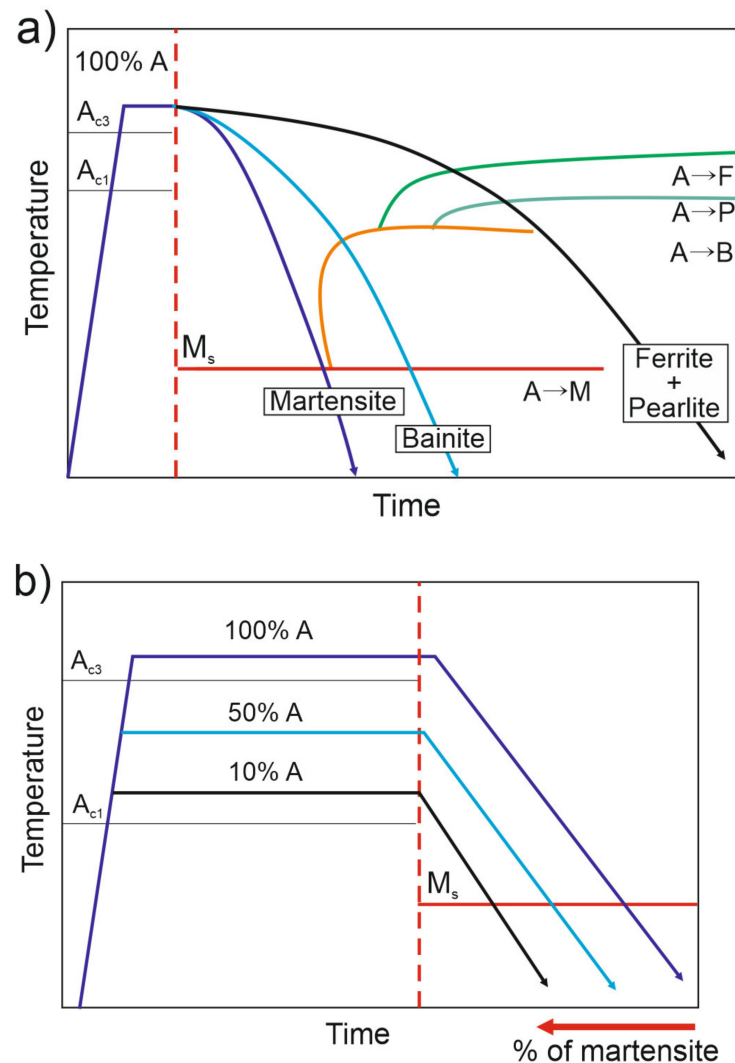 a)
100% A
Ac3
Ac1
Temperature
A→F
A→P
A→B
Ms
A→M
Martensite
Bainite
Ferrite
+
Pearlite
Time
b)
100% A
Ac3
50% A
10% A
Ac1
Temperature
Ms
Time
% of martensite